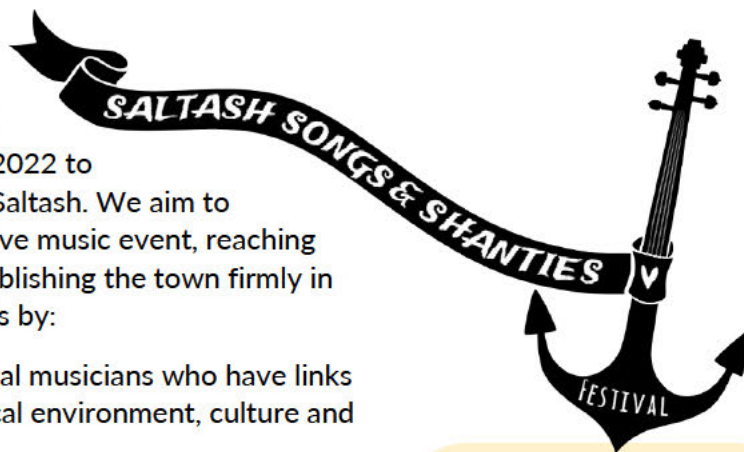 SALTASH SONGS & SHANTIES
2022 to
Saltash. We aim to
ve music event, reaching
blishing the town firmly in
s by:
al musicians who have links
cal environment, culture and
FESTIVAL